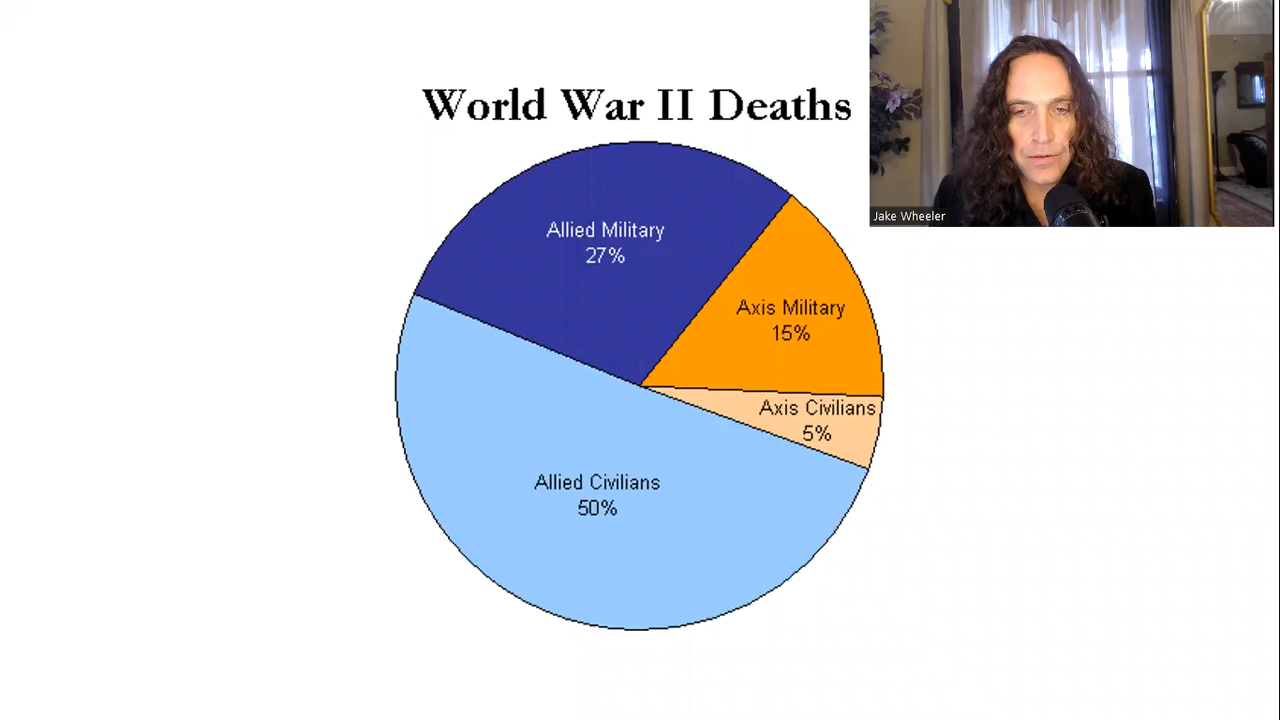 World War II Deaths
Jake Wheeler
Allied Military
27%
Axis Military
15%
Axis Civilians
5%
Allied Civilians
50%